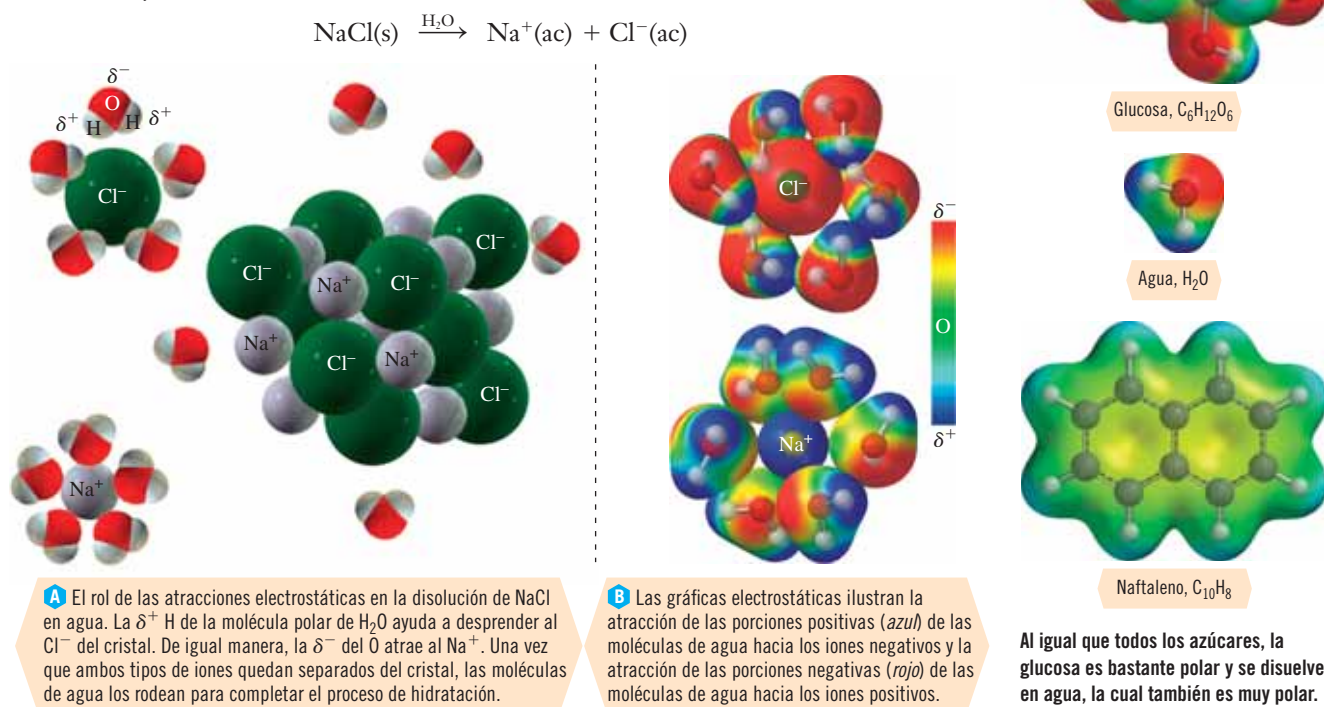 H₂O
NaCl(s) ⟶ Na⁺(ac) + Cl⁻(ac)
δ⁻
O
δ⁺ H H δ⁺
Cl⁻
Cl⁻
Cl⁻
Cl⁻
Na⁺
Na⁺
Cl⁻
Na⁺
Cl⁻
Na⁺
A El rol de las atracciones electrostáticas en la disolución de NaCl
en agua. La δ⁺ H de la molécula polar de H₂O ayuda a desprender al
Cl⁻ del cristal. De igual manera, la δ⁻ del O atrae al Na⁺. Una vez
que ambos tipos de iones quedan separados del cristal, las moléculas
de agua los rodean para completar el proceso de hidratación.
Cl⁻
Na⁺
δ⁻
O
δ⁺
B Las gráficas electrostáticas ilustran la
atracción de las porciones positivas (azul) de las
moléculas de agua hacia los iones negativos y la
atracción de las porciones negativas (rojo) de las
moléculas de agua hacia los iones positivos.
Glucosa, C₆H₁₂O₆
Agua, H₂O
Naftaleno, C₁₀H₈
Al igual que todos los azúcares, la
glucosa es bastante polar y se disuelve
en agua, la cual también es muy polar.